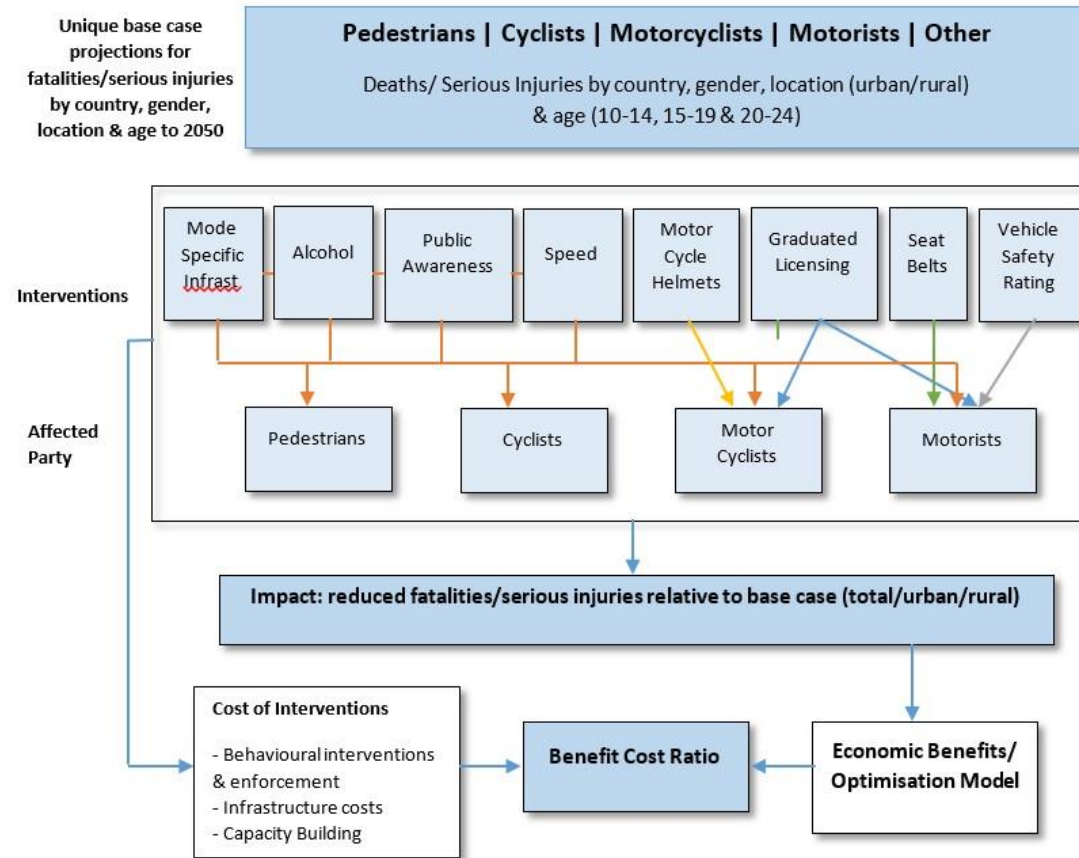 Unique base case
projections for
fatalities/serious injuries
by country, gender,
location & age to 2050
Pedestrians | Cyclists | Motorcyclists | Motorists | Other
Deaths/ Serious Injuries by country, gender, location (urban/rural)
& age (10-14, 15-19 & 20-24)
Interventions
Mode
Specific
Infrast
Alcohol
Public
Awareness
Speed
Motor
Cycle
Helmets
Graduated
Licensing
Seat
Belts
Vehicle
Safety
Rating
Affected
Party
Pedestrians
Cyclists
Motor
Cyclists
Motorists
Impact: reduced fatalities/serious injuries relative to base case (total/urban/rural)
Cost of Interventions
- Behavioural interventions
& enforcement
- Infrastructure costs
- Capacity Building
Benefit Cost Ratio
Economic Benefits/
Optimisation Model